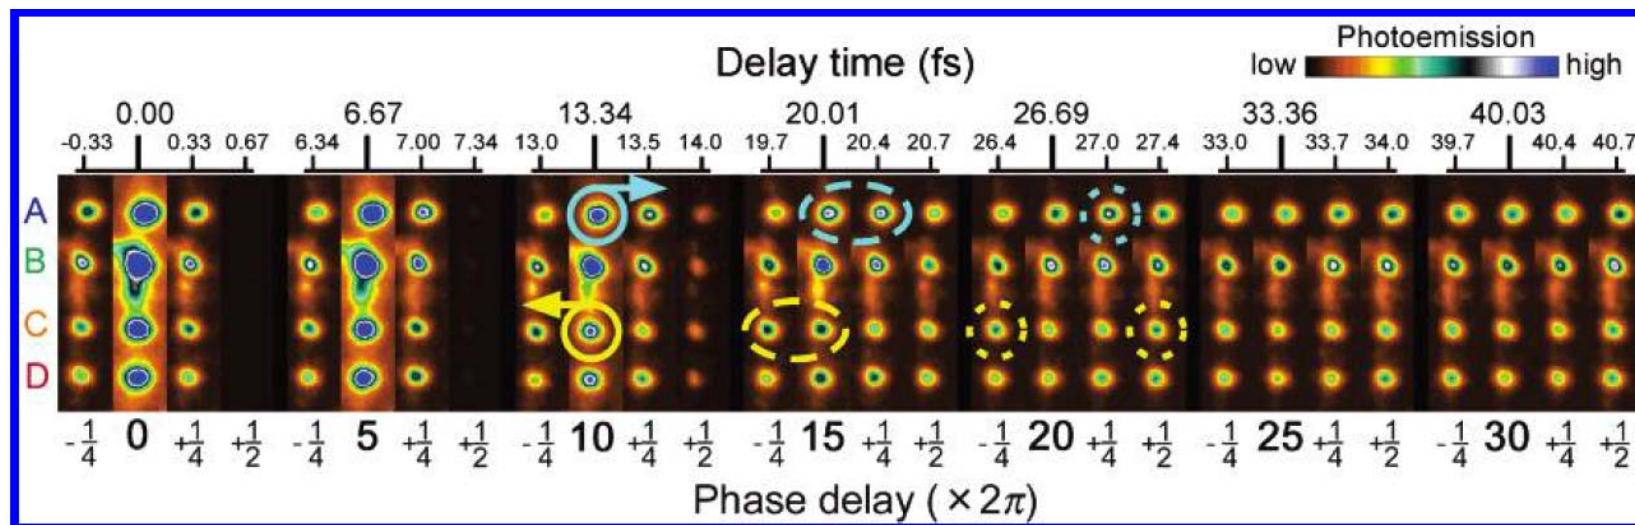 Photoemission
low high
Delay time (fs)
0.00 6.67 13.34 20.01 26.69 33.36 40.03
-0.33 0.33 0.67 6.34 7.00 7.34 13.0 13.5 14.0 19.7 20.4 20.7 26.4 27.0 27.4 33.0 33.7 34.0 39.7 40.4 40.7
A
B
C
D
-1/4 0 +1/4 +1/2 -1/4 5 +1/4 +1/2 -1/4 10 +1/4 +1/2 -1/4 15 +1/4 +1/2 -1/4 20 +1/4 +1/2 -1/4 25 +1/4 +1/2 -1/4 30 +1/4 +1/2
Phase delay (×2π)